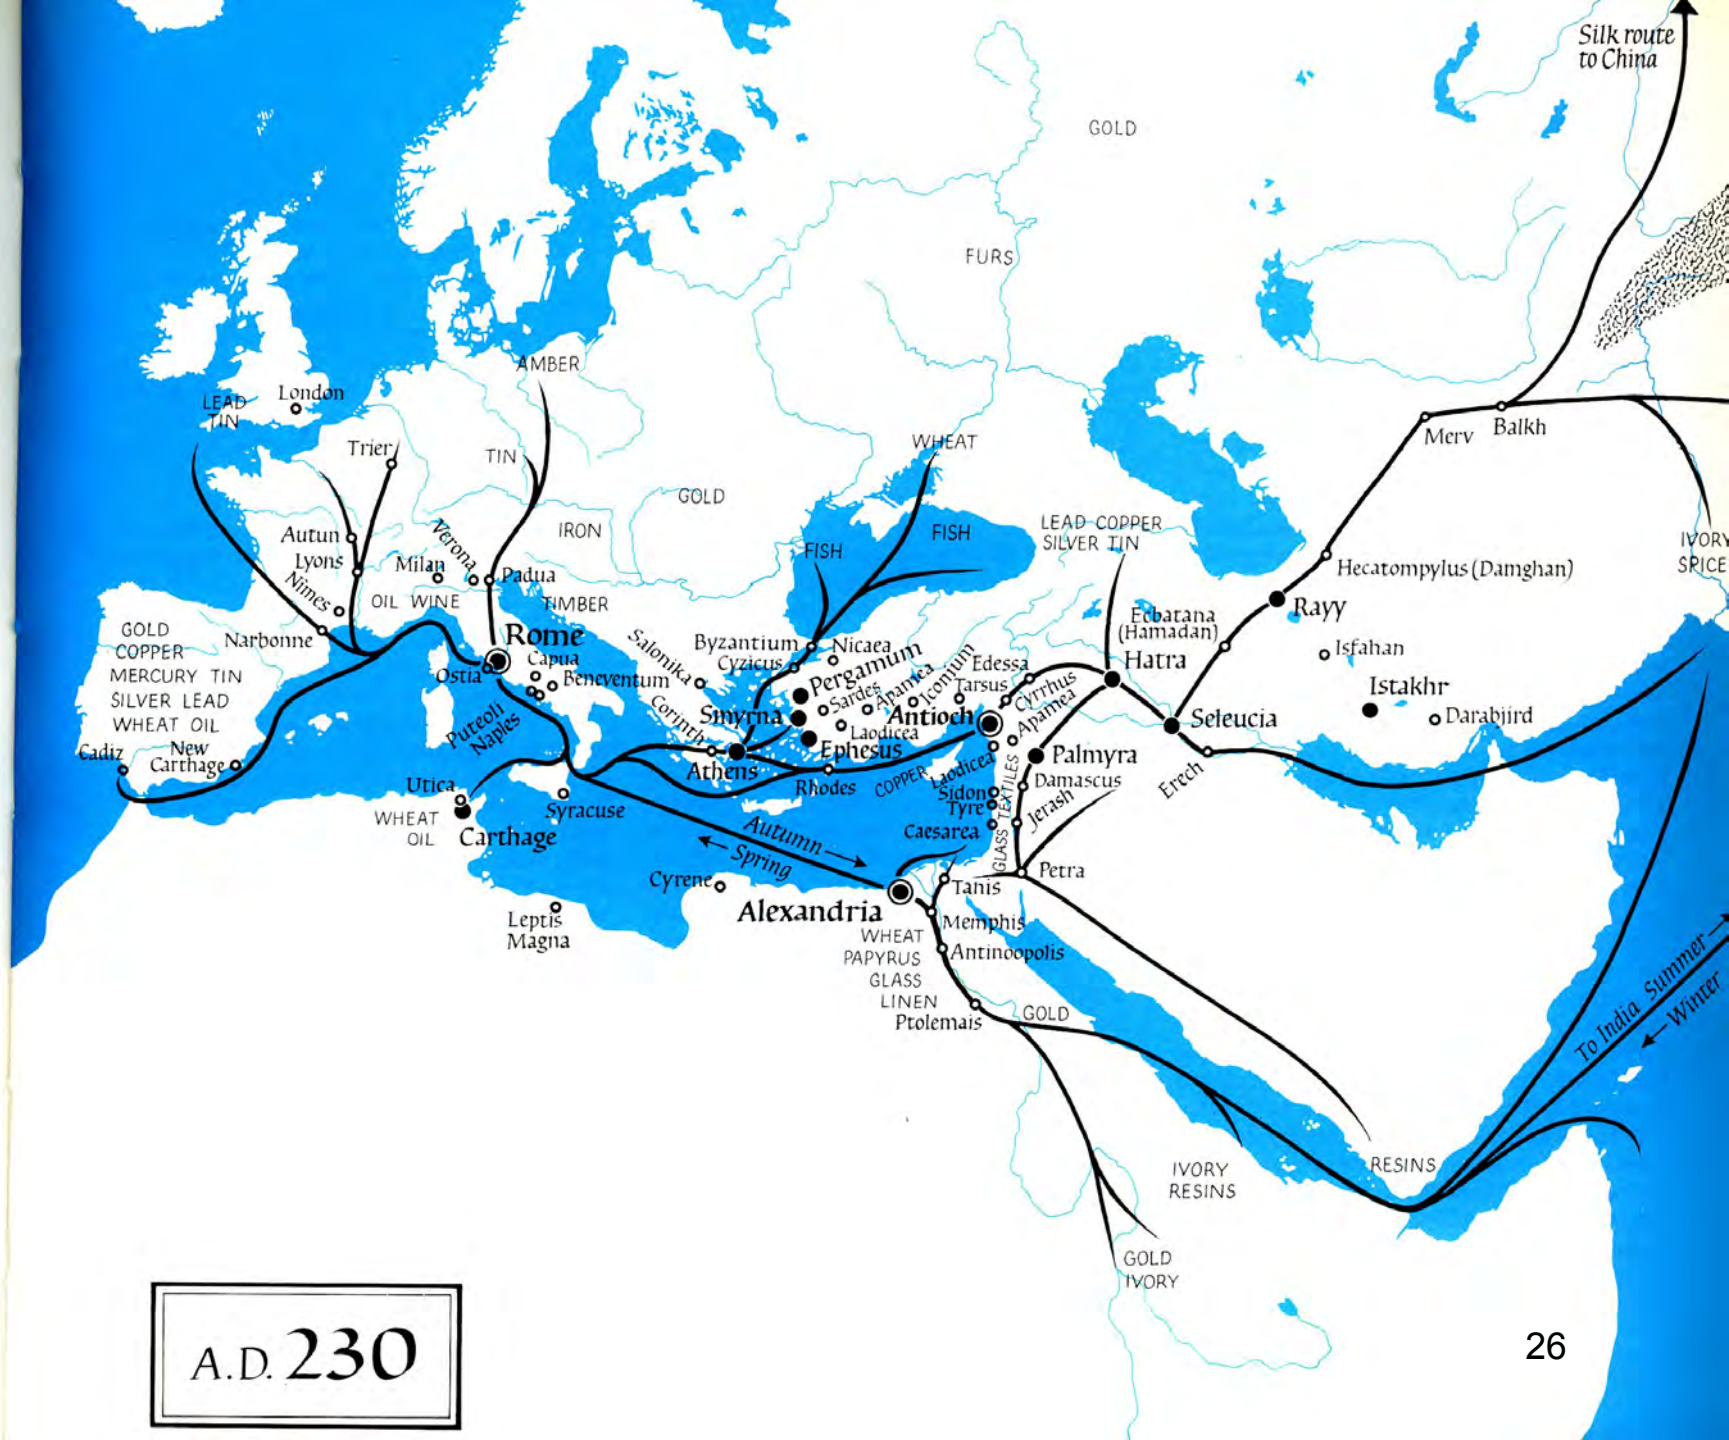 Silk route
to China
GOLD
FURS
AMBER
London
LEAD
TIN
Trier
TIN
WHEAT
GOLD
Merv
Balkh
IRON
FISH
FISH
LEAD COPPER
SILVER TIN
IVORY
SPICE
Autun
Lyons
Nimes
Milan
Verona
Padua
OIL WINE
TIMBER
Hecatompylus (Damghan)
Rayy
Ecbatana
(Hamadan)
Isfahan
GOLD
COPPER
MERCURY TIN
SILVER LEAD
WHEAT OIL
Narbonne
Rome
Capua
Ostia
Beneventum
Puteoli
Naples
Salonika
Byzantium
Cyzicus
Nicaea
Pergamum
Sardes
Apamea
Iconium
Edessa
Tarsus
Cyrrhus
Apamea
Hatra
Istakhr
Darabjird
Seleucia
Erech
Cadiz
New
Carthage
Corinth
Smyrna
Laodicea
Ephesus
Antioch
Athens
Rhodes
COPPER
Laodicea
Palmyra
Damascus
Sidon
Tyre
Jerash
Caesarea
GLASS TEXTILES
Utica
WHEAT
OIL
Carthage
Syracuse
Autumn
Spring
Cyrene
Leptis
Magna
Tanis
Petra
Alexandria
Memphis
Antinoopolis
WHEAT
PAPYRUS
GLASS
LINEN
Ptolemais
GOLD
To India Summer
Winter
IVORY
RESINS
RESINS
GOLD
IVORY
A.D. 230
26